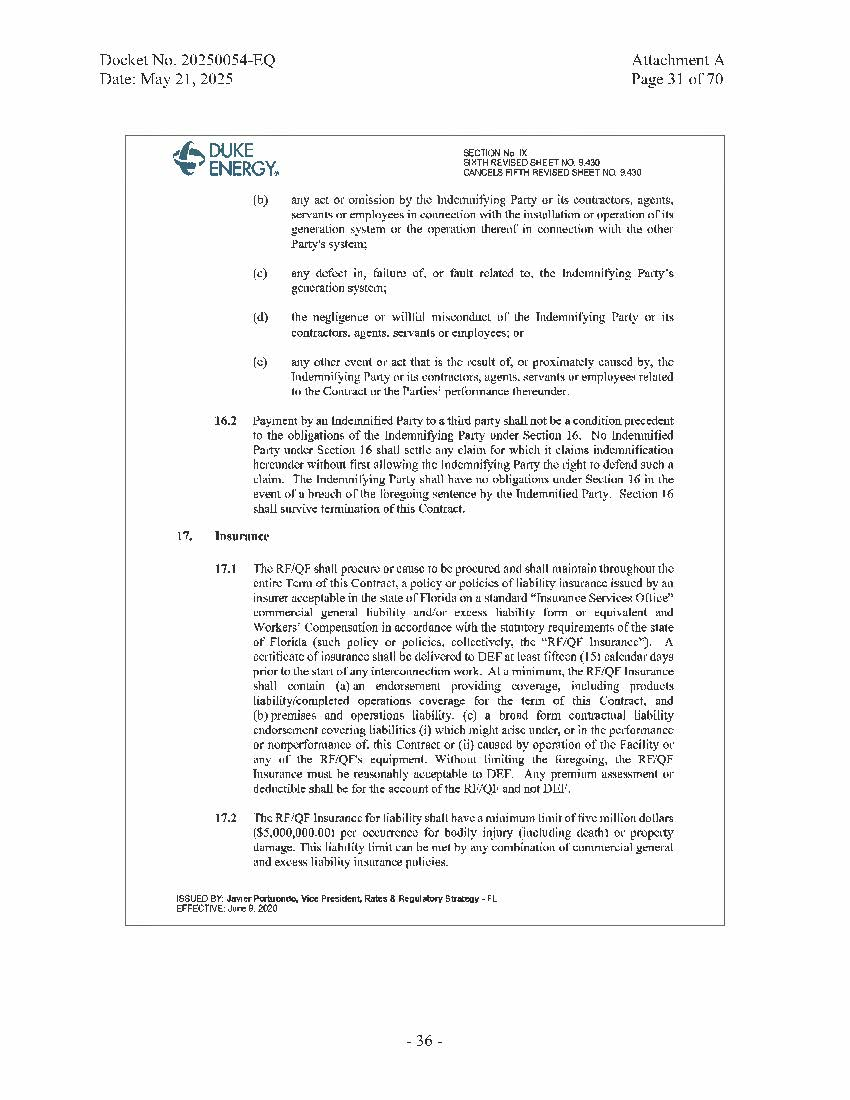 Docket No. 20250054-EQ
Date: May 21, 2025
Attachment A
Page 31 of 70
DUKE
ENERGY®
SECTION No. IX
SIXTH REVISED SHEET NO. 9.430
CANCELS FIFTH REVISED SHEET NO. 9.430
(b) any act or omission by the Indemnifying Party or its contractors, agents,
servants or employees in connection with the installation or operation of its
generation system or the operation thereof in connection with the other
Party's system;
(c) any defect in, failure of, or fault related to, the Indemnifying Party's
generation system;
(d) the negligence or willful misconduct of the Indemnifying Party or its
contractors, agents, servants or employees; or
(e) any other event or act that is the result of, or proximately caused by, the
Indemnifying Party or its contractors, agents, servants or employees related
to the Contract or the Parties' performance thereunder.
16.2 Payment by an Indemnified Party to a third party shall not be a condition precedent
to the obligations of the Indemnifying Party under Section 16. No Indemnified
Party under Section 16 shall settle any claim for which it claims indemnification
hereunder without first allowing the Indemnifying Party the right to defend such a
claim. The Indemnifying Party shall have no obligations under Section 16 in the
event of a breach of the foregoing sentence by the Indemnified Party. Section 16
shall survive termination of this Contract.
17. Insurance
17.1 The RF/QF shall procure or cause to be procured and shall maintain throughout the
entire Term of this Contract, a policy or policies of liability insurance issued by an
insurer acceptable in the state of Florida on a standard "Insurance Services Office"
commercial general liability and/or excess liability form or equivalent and
Workers' Compensation in accordance with the statutory requirements of the state
of Florida (such policy or policies, collectively, the "RF/QF Insurance"). A
certificate of insurance shall be delivered to DEF at least fifteen (15) calendar days
prior to the start of any interconnection work. At a minimum, the RF/QF Insurance
shall contain (a) an endorsement providing coverage, including products
liability/completed operations coverage for the term of this Contract, and
(b) premises and operations liability. (c) a broad form contractual liability
endorsement covering liabilities (i) which might arise under, or in the performance
or nonperformance of, this Contract or (ii) caused by operation of the Facility or
any of the RF/QF's equipment. Without limiting the foregoing, the RF/QF
Insurance must be reasonably acceptable to DEF. Any premium assessment or
deductible shall be for the account of the RF/QF and not DEF.
17.2 The RF/QF Insurance for liability shall have a minimum limit of five million dollars
($5,000,000.00) per occurrence for bodily injury (including death) or property
damage. This liability limit can be met by any combination of commercial general
and excess liability insurance policies.
ISSUED BY: Javier Portuondo, Vice President, Rates & Regulatory Strategy - FL
EFFECTIVE: June 9, 2020
- 36 -